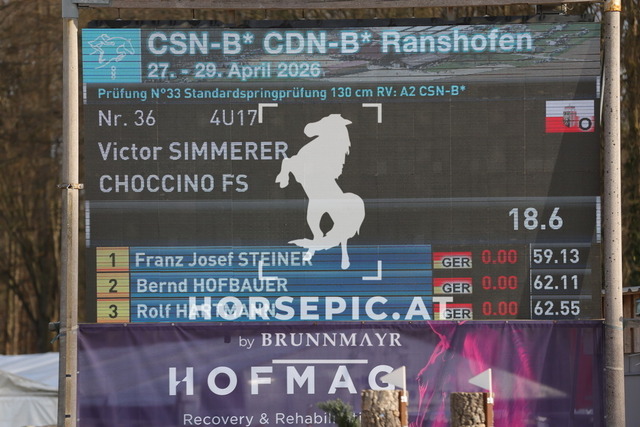 CSN-B* CDN-B* Ranshofen
27. - 29. April 2026
Prüfung N°33 Standardspringprüfung 130 cm RV: A2 CSN-B*
Nr. 36 4U17
Victor SIMMERER
CHOCCINO FS
18.6
1 Franz Josef STEINER GER 0.00 59.13
2 Bernd HOFBAUER GER 0.00 62.11
3 Rolf HARTMANN GER 0.00 62.55
HORSEPIC.AT
by BRUNNMAYR
HOFMAG
Recovery &